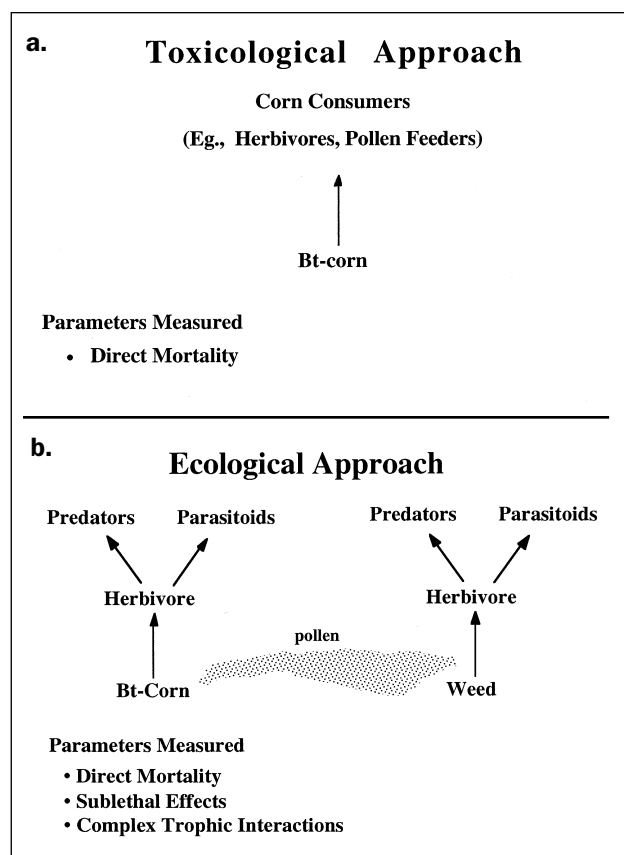 a.
Toxicological Approach
Corn Consumers
(Eg., Herbivores, Pollen Feeders)
Bt-corn
Parameters Measured
• Direct Mortality
b.
Ecological Approach
Predators Parasitoids
Herbivore
Bt-Corn
pollen
Predators Parasitoids
Herbivore
Weed
Parameters Measured
• Direct Mortality
• Sublethal Effects
• Complex Trophic Interactions